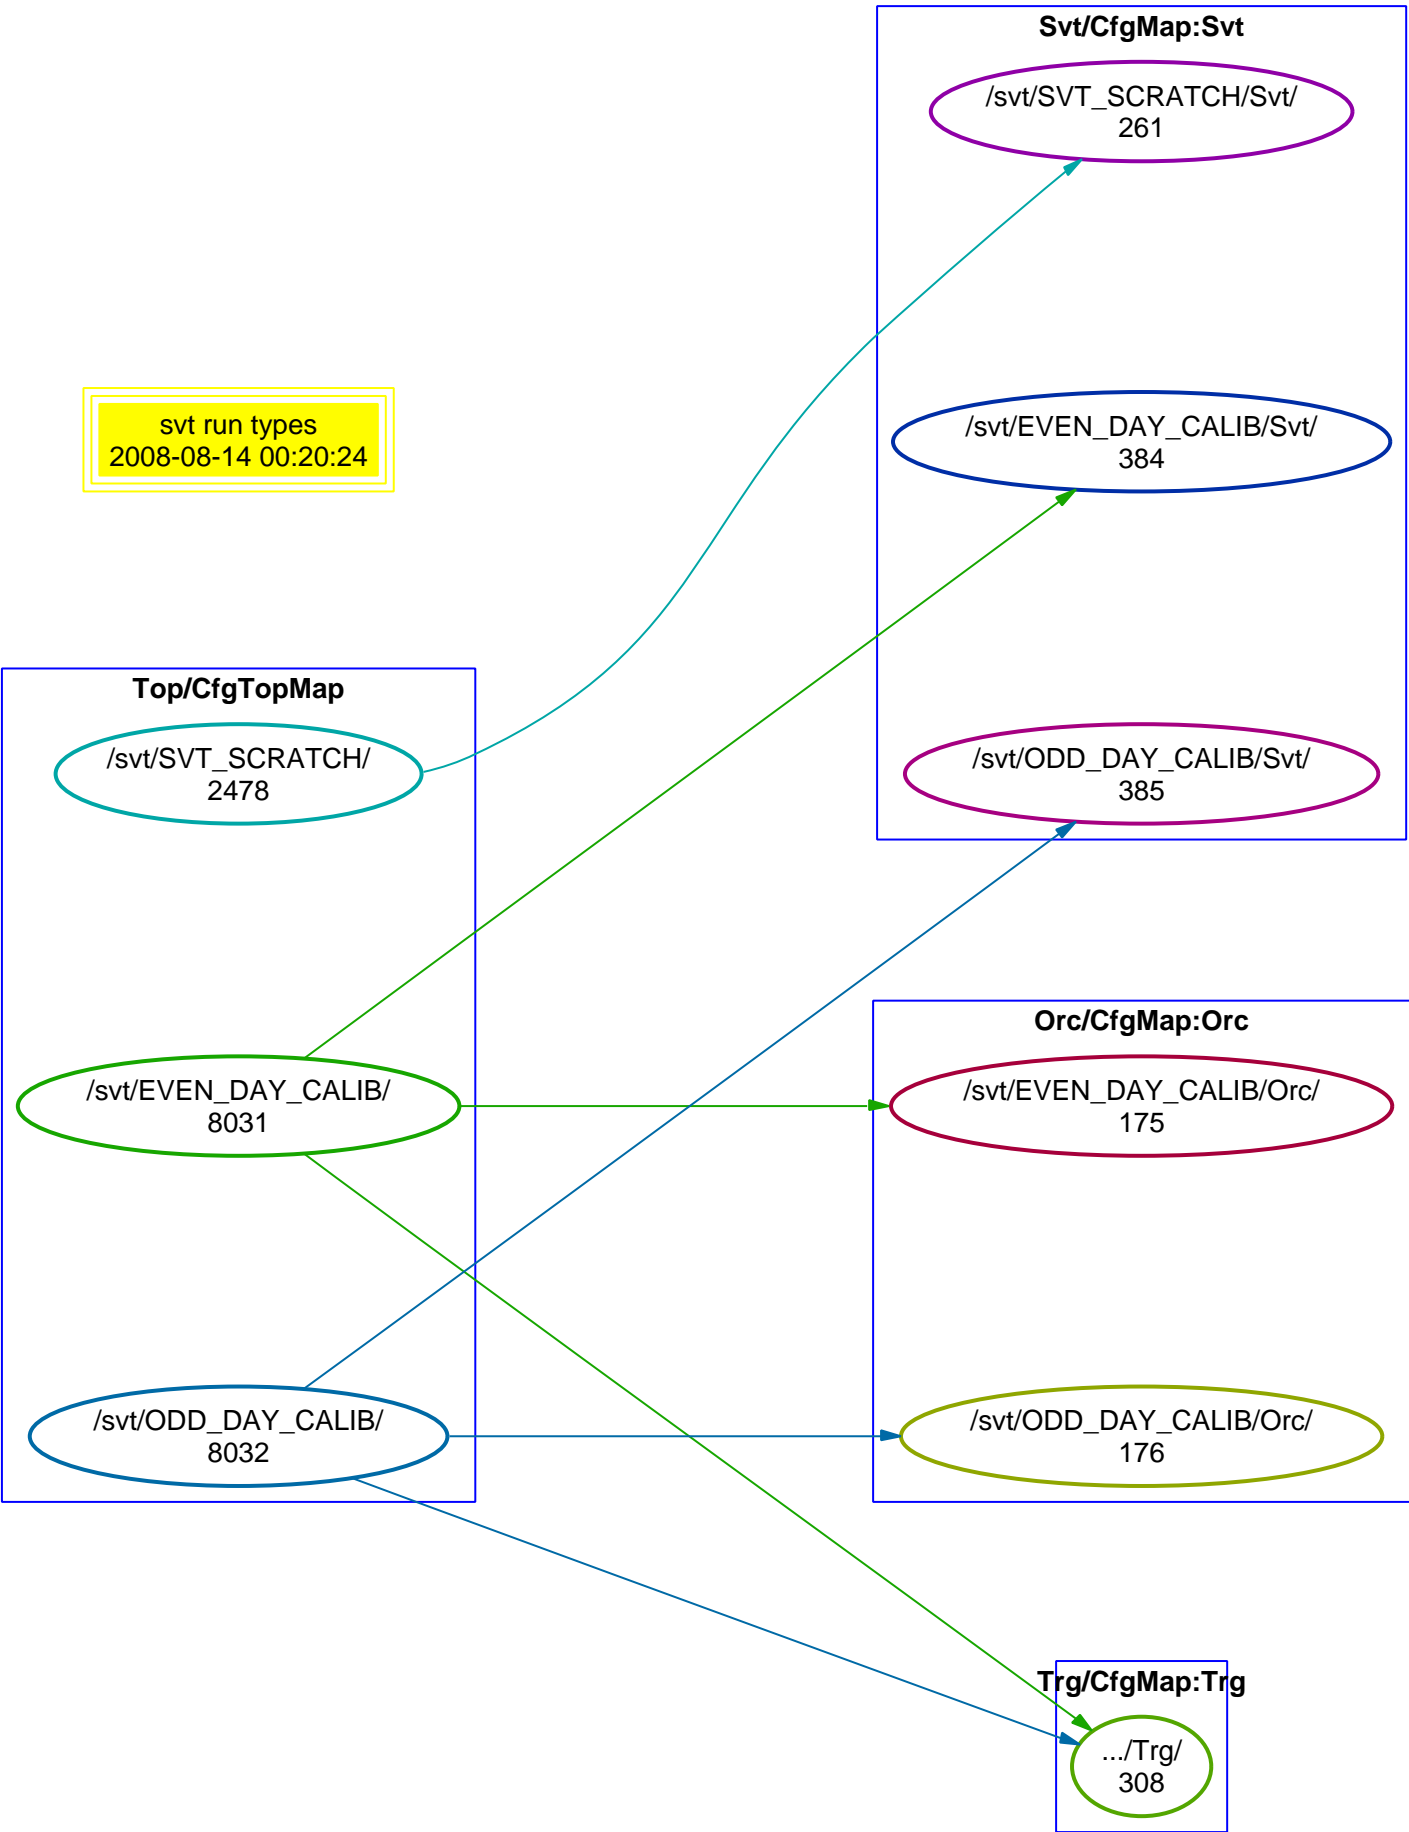 Svt/CfgMap:Svt
/svt/SVT_SCRATCH/Svt/
261
/svt/EVEN_DAY_CALIB/Svt/
384
/svt/ODD_DAY_CALIB/Svt/
385
svt run types
2008-08-14 00:20:24
Top/CfgTopMap
/svt/SVT_SCRATCH/
2478
/svt/EVEN_DAY_CALIB/
8031
/svt/ODD_DAY_CALIB/
8032
Orc/CfgMap:Orc
/svt/EVEN_DAY_CALIB/Orc/
175
/svt/ODD_DAY_CALIB/Orc/
176
Trg/CfgMap:Trg
.../Trg/
308